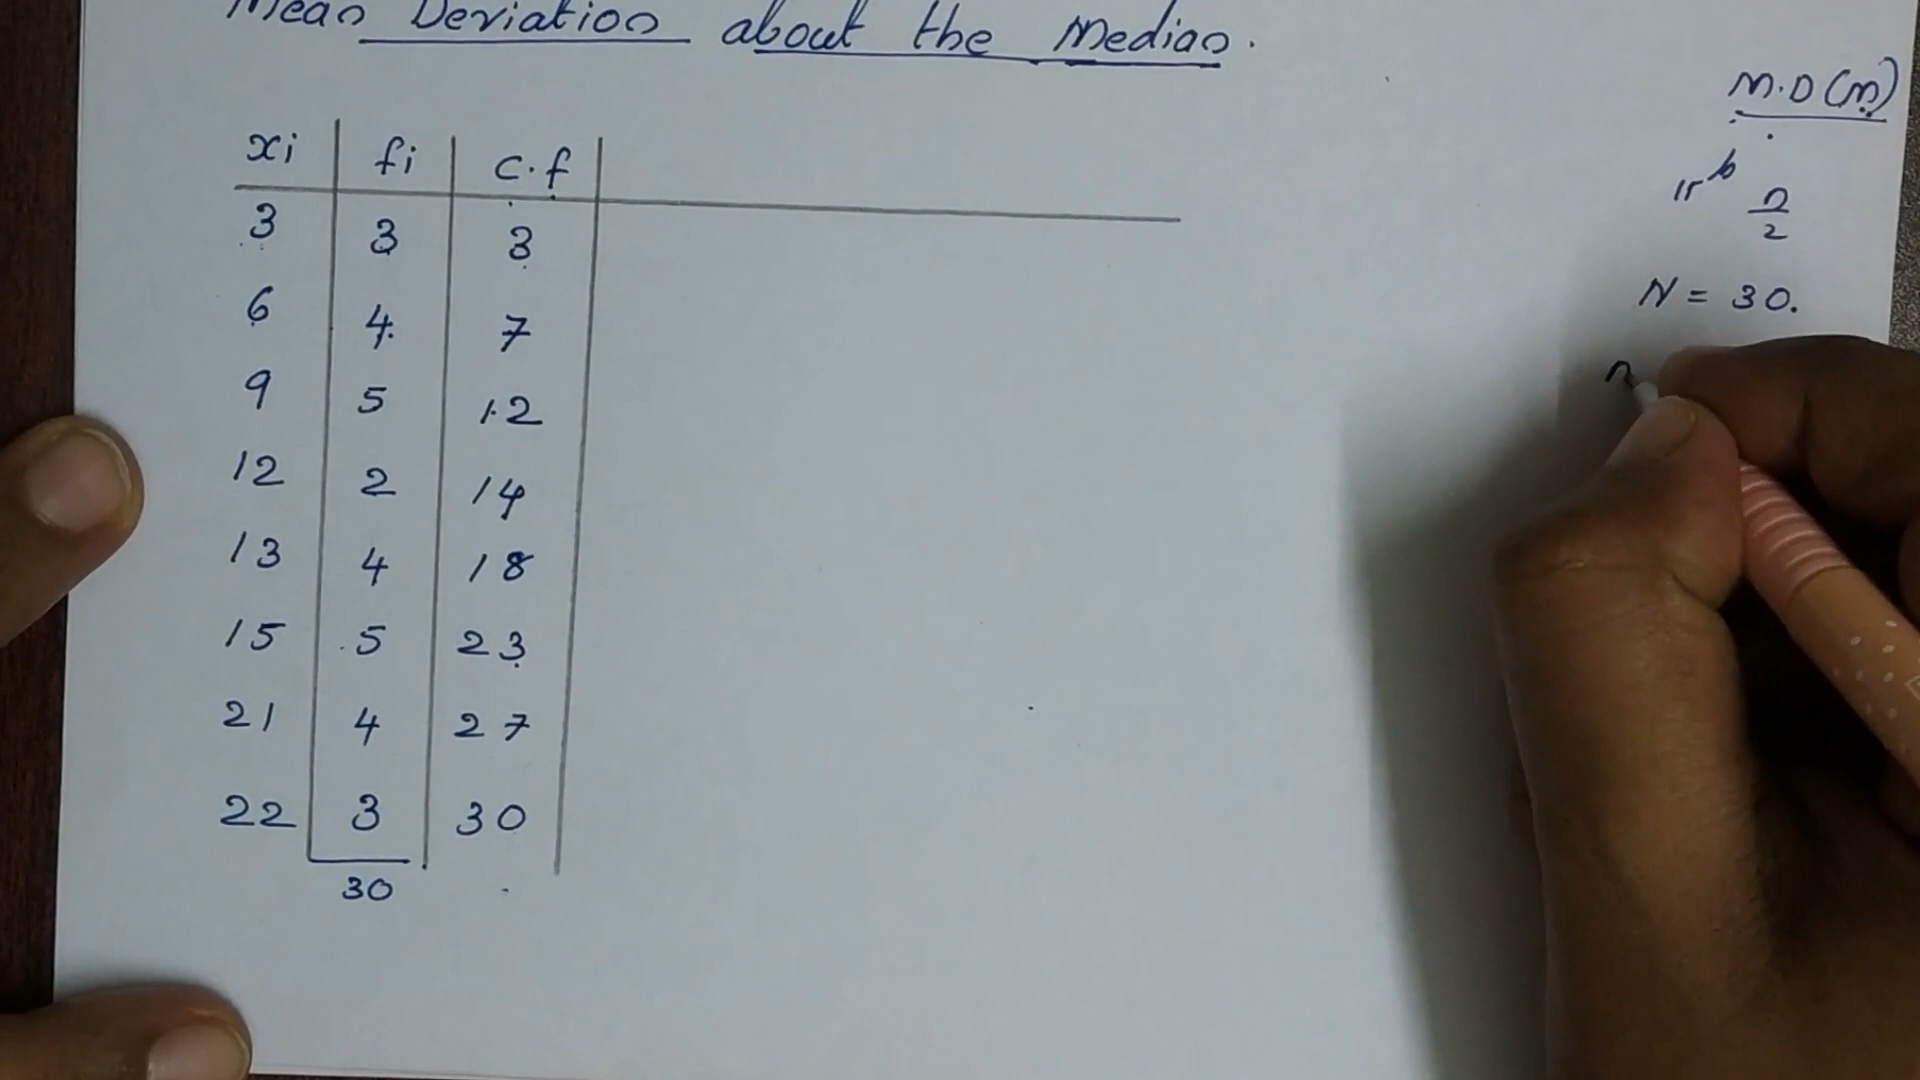 Mean Deviation about the Median.
M.D(M)
n/2
N = 30.
n
xi fi c.f
3 3 3
6 4 7
9 5 12
12 2 14
13 4 18
15 5 23
21 4 27
22 3 30
30